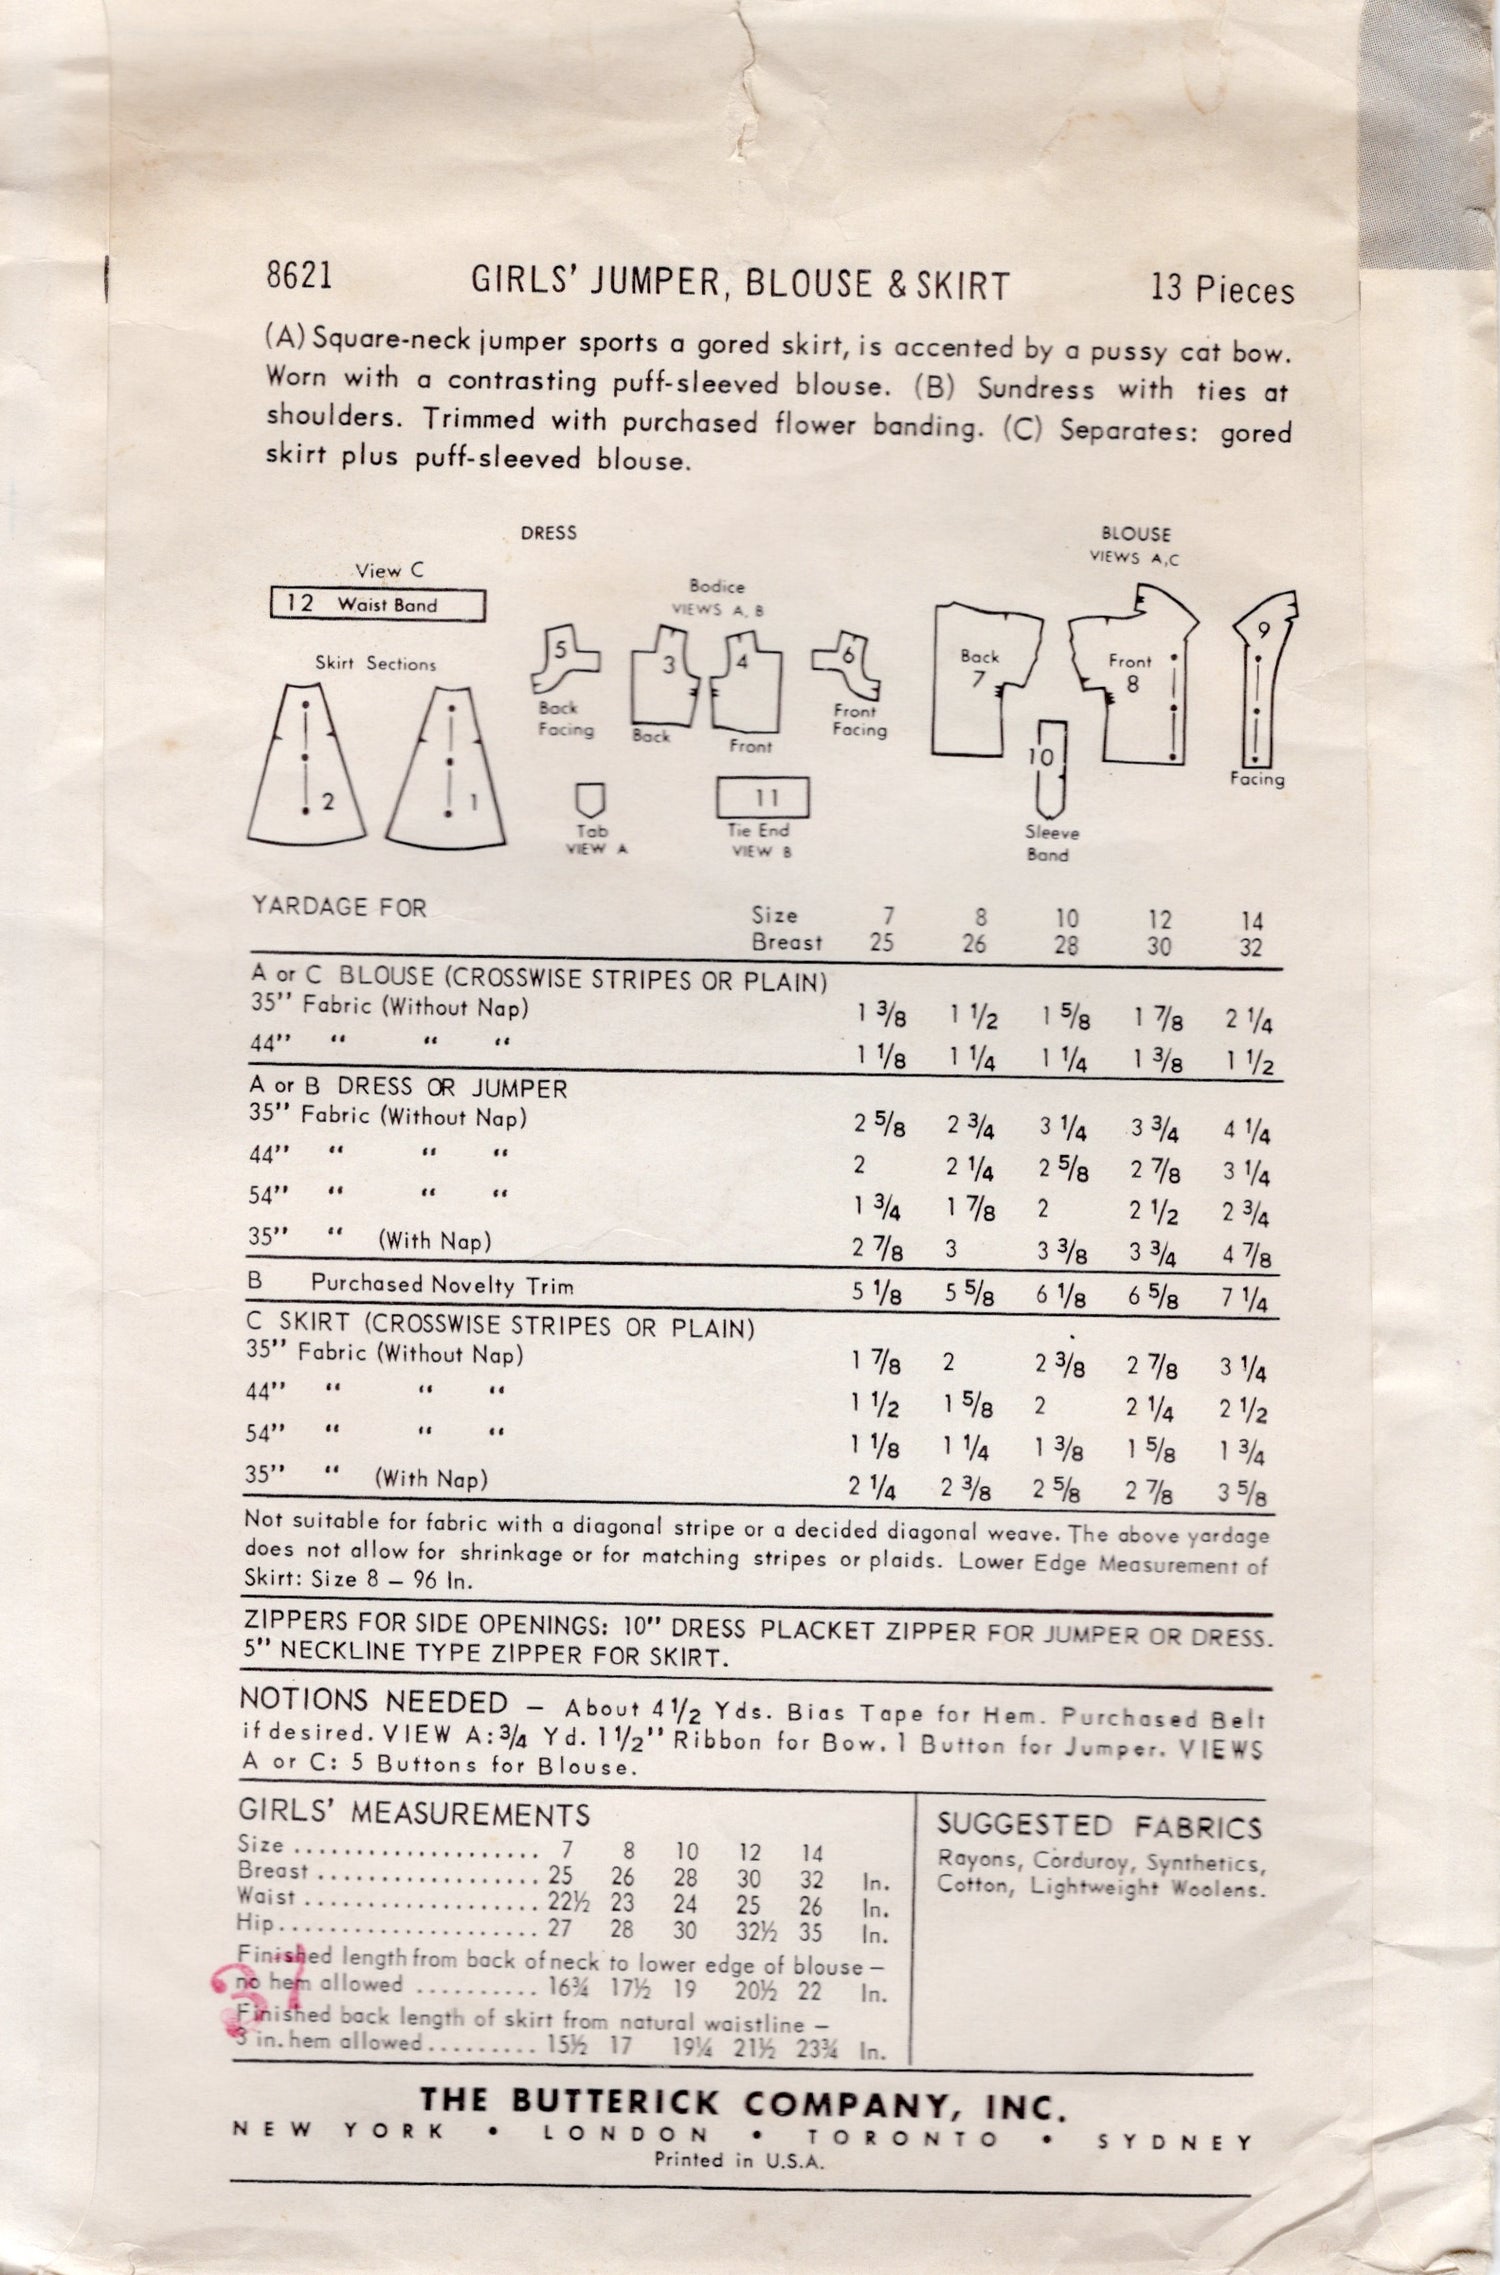 8621 GIRLS' JUMPER, BLOUSE & SKIRT 13 Pieces
(A) Square-neck jumper sports a gored skirt, is accented by a pussy cat bow.
Worn with a contrasting puff-sleeved blouse. (B) Sundress with ties at
shoulders. Trimmed with purchased flower banding. (C) Separates: gored
skirt plus puff-sleeved blouse.
DRESS
View C
12 Waist Band
Skirt Sections
2
1
Bodice
VIEWS A, B
5
Back
Facing
3
Back
4
Front
6
Front
Facing
Tab
VIEW A
11
Tie End
VIEW B
BLOUSE
VIEWS A,C
Back
7
Front
8
9
Facing
10
Sleeve
Band
YARDAGE FOR Size 7 8 10 12 14
Breast 25 26 28 30 32
A or C BLOUSE (CROSSWISE STRIPES OR PLAIN)
35" Fabric (Without Nap) 1 3/8 1 1/2 1 5/8 1 7/8 2 1/4
44" " " " 1 1/8 1 1/4 1 1/4 1 3/8 1 1/2
A or B DRESS OR JUMPER
35" Fabric (Without Nap) 2 5/8 2 3/4 3 1/4 3 3/4 4 1/4
44" " " " 2 2 1/4 2 5/8 2 7/8 3 1/4
54" " " " 1 3/4 1 7/8 2 2 1/2 2 3/4
35" " (With Nap) 2 7/8 3 3 3/8 3 3/4 4 7/8
B Purchased Novelty Trim 5 1/8 5 5/8 6 1/8 6 5/8 7 1/4
C SKIRT (CROSSWISE STRIPES OR PLAIN)
35" Fabric (Without Nap) 1 7/8 2 2 3/8 2 7/8 3 1/4
44" " " " 1 1/2 1 5/8 2 2 1/4 2 1/2
54" " " " 1 1/8 1 1/4 1 3/8 1 5/8 1 3/4
35" " (With Nap) 2 1/4 2 3/8 2 5/8 2 7/8 3 5/8
Not suitable for fabric with a diagonal stripe or a decided diagonal weave. The above yardage
does not allow for shrinkage or for matching stripes or plaids. Lower Edge Measurement of
Skirt: Size 8 – 96 In.
ZIPPERS FOR SIDE OPENINGS: 10" DRESS PLACKET ZIPPER FOR JUMPER OR DRESS.
5" NECKLINE TYPE ZIPPER FOR SKIRT.
NOTIONS NEEDED – About 4 1/2 Yds. Bias Tape for Hem. Purchased Belt
if desired. VIEW A: 3/4 Yd. 1 1/2" Ribbon for Bow. 1 Button for Jumper. VIEWS
A or C: 5 Buttons for Blouse.
GIRLS' MEASUREMENTS
Size .................... 7 8 10 12 14
Breast ................... 25 26 28 30 32 In.
Waist .................... 22½ 23 24 25 26 In.
Hip....................... 27 28 30 32½ 35 In.
Finished length from back of neck to lower edge of blouse –
no hem allowed .......... 16¾ 17½ 19 20½ 22 In.
Finished back length of skirt from natural waistline –
3 in. hem allowed......... 15½ 17 19¼ 21½ 23¾ In.
37
SUGGESTED FABRICS
Rayons, Corduroy, Synthetics,
Cotton, Lightweight Woolens.
THE BUTTERICK COMPANY, INC.
NEW YORK • LONDON • TORONTO • SYDNEY
Printed in U.S.A.